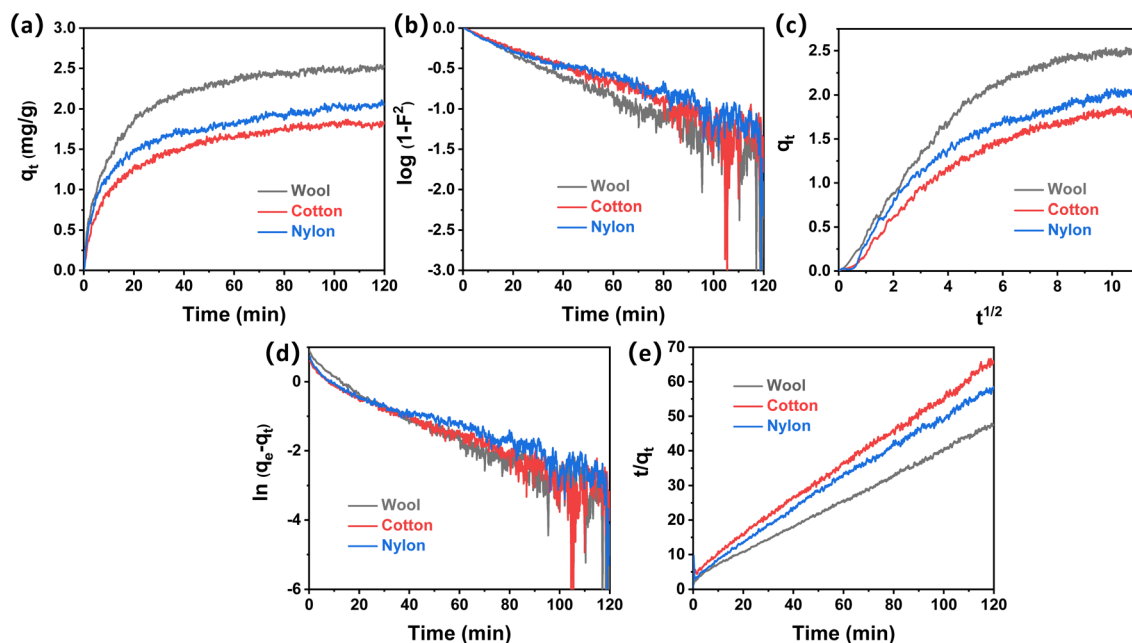 (a)
3.0
2.5
2.0
1.5
1.0
0.5
0.0
qt (mg/g)
Wool
Cotton
Nylon
0 20 40 60 80 100 120
Time (min)
(b)
0.0
-0.5
-1.0
-1.5
-2.0
-2.5
-3.0
log (1-F²)
Wool
Cotton
Nylon
0 20 40 60 80 100 120
Time (min)
(c)
2.5
2.0
1.5
1.0
0.5
0.0
qt
Wool
Cotton
Nylon
0 2 4 6 8 10
t1/2
(d)
0
-2
-4
-6
ln (qe-qt)
Wool
Cotton
Nylon
0 20 40 60 80 100 120
Time (min)
(e)
70
60
50
40
30
20
10
0
t/qt
Wool
Cotton
Nylon
0 20 40 60 80 100 120
Time (min)